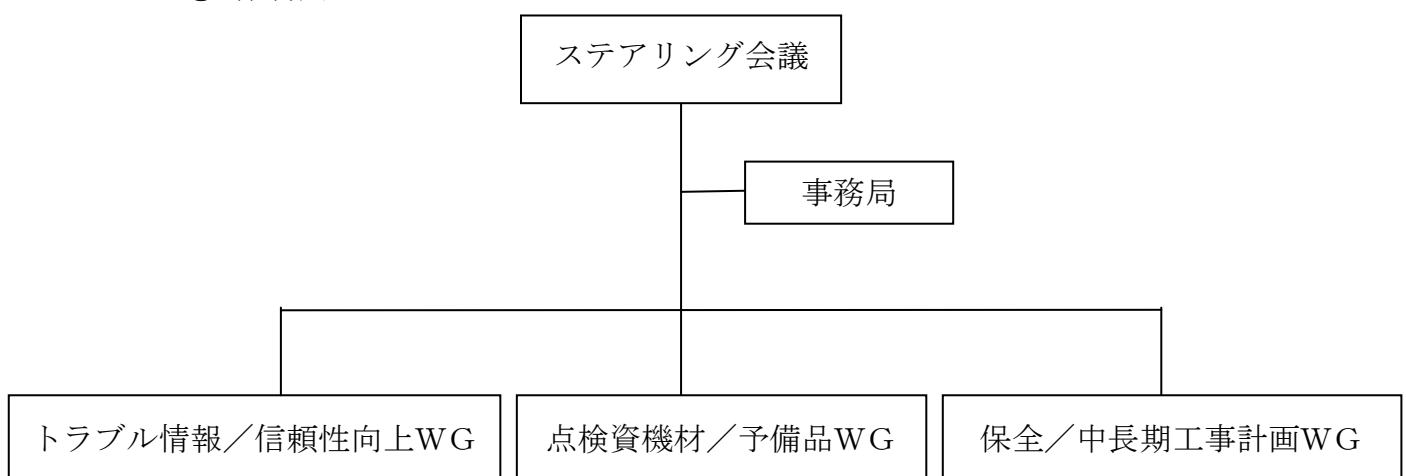 ステアリング会議
事務局
トラブル情報／信頼性向上ＷＧ
点検資機材／予備品ＷＧ
保全／中長期工事計画ＷＧ